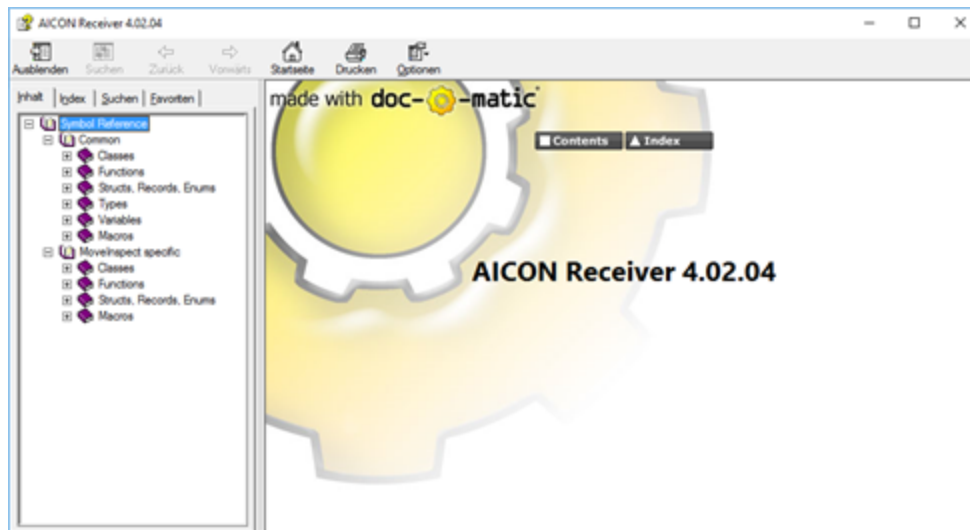 AICON Receiver 4.02.04
Ausblenden Suchen Zurück Vorwärts Startseite Drucken Optionen
Inhalt Index Suchen Favoriten
Symbol Reference
Common
Classes
Functions
Structs, Records, Enums
Types
Variables
Macros
MoveInspect specific
Classes
Functions
Structs, Records, Enums
Macros
made with doc-o-matic
Contents Index
AICON Receiver 4.02.04